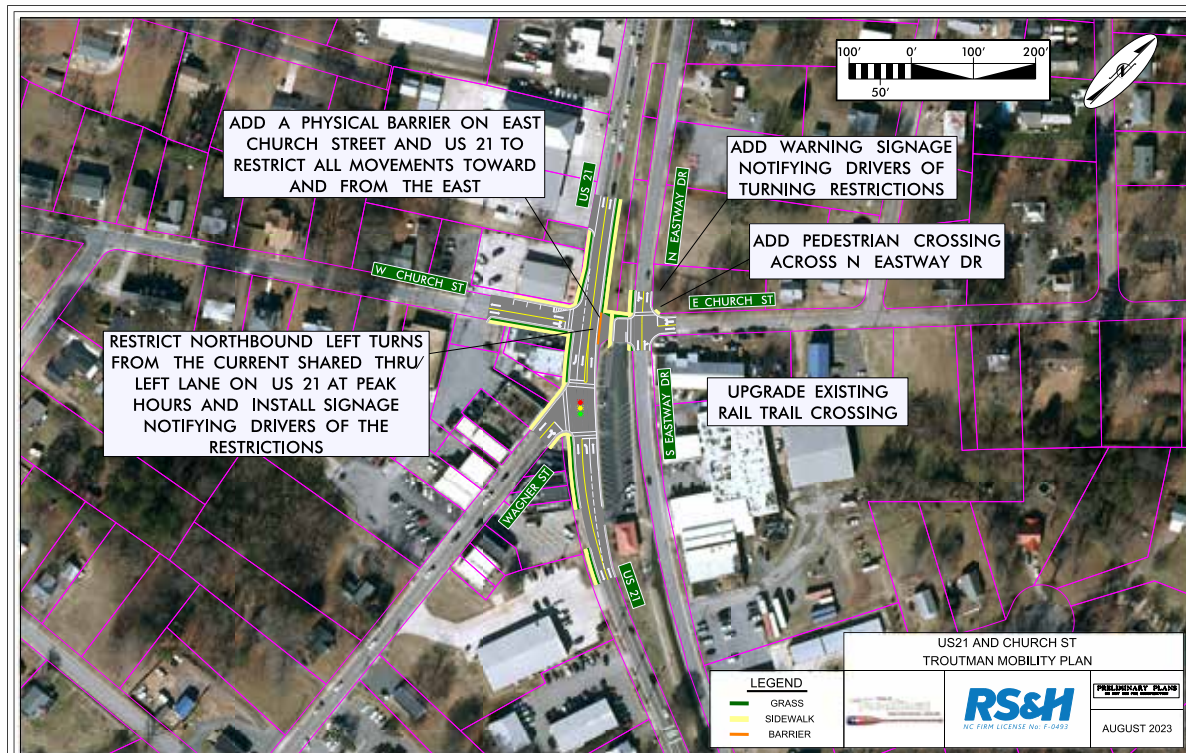 100'
0'
100'
200'
50'
N
ADD A PHYSICAL BARRIER ON EAST
CHURCH STREET AND US 21 TO
RESTRICT ALL MOVEMENTS TOWARD
AND FROM THE EAST
US 21
N EASTWAY DR
ADD WARNING SIGNAGE
NOTIFYING DRIVERS OF
TURNING RESTRICTIONS
ADD PEDESTRIAN CROSSING
ACROSS N EASTWAY DR
W CHURCH ST
E CHURCH ST
RESTRICT NORTHBOUND LEFT TURNS
FROM THE CURRENT SHARED THRU/
LEFT LANE ON US 21 AT PEAK
HOURS AND INSTALL SIGNAGE
NOTIFYING DRIVERS OF THE
RESTRICTIONS
S EASTWAY DR
UPGRADE EXISTING
RAIL TRAIL CROSSING
WAGNER ST
US 21
US21 AND CHURCH ST
TROUTMAN MOBILITY PLAN
LEGEND
GRASS
SIDEWALK
BARRIER
RS&H
NC FIRM LICENSE No: F-0493
PRELIMINARY PLANS
DO NOT USE FOR CONSTRUCTION
AUGUST 2023